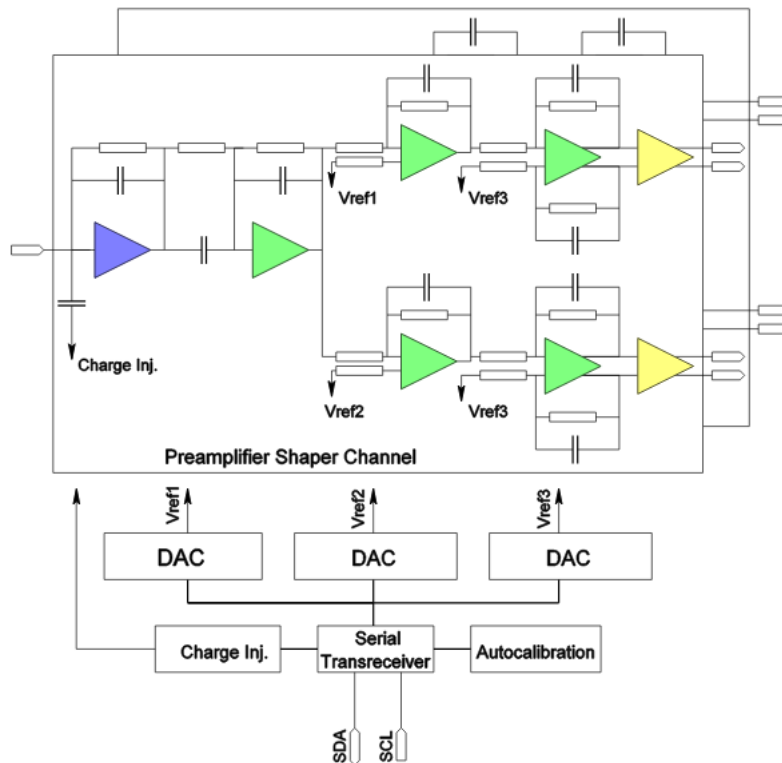 Vref1
Vref3
Charge Inj.
Vref2
Vref3
Preamplifier Shaper Channel
Vref1
Vref2
Vref3
DAC
DAC
DAC
Charge Inj.
Serial
Transreceiver
Autocalibration
SDA
SCL